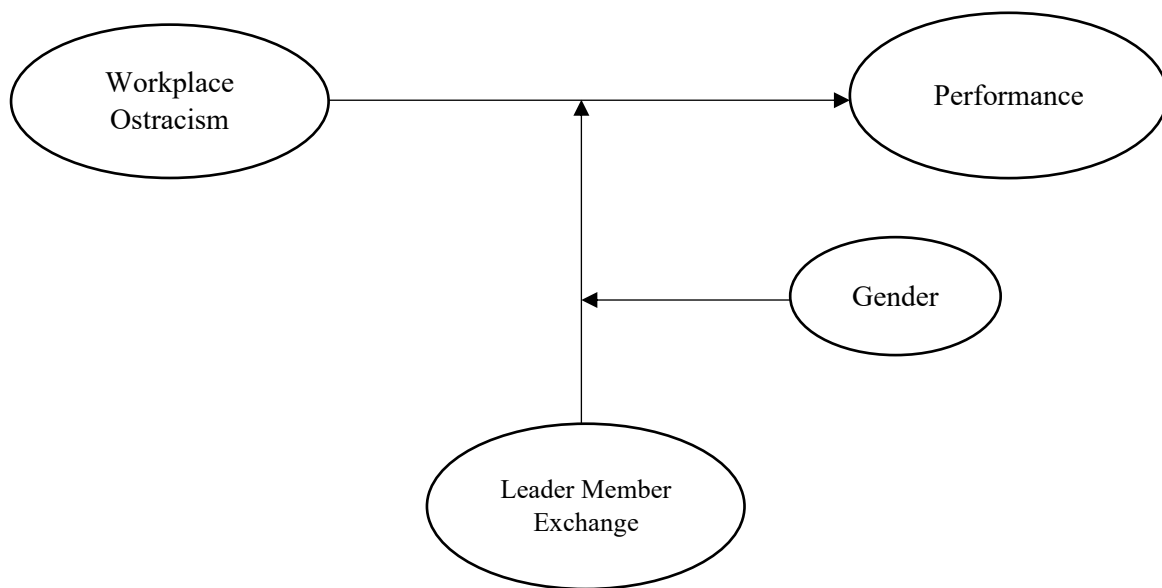 Workplace
Ostracism
Performance
Gender
Leader Member
Exchange